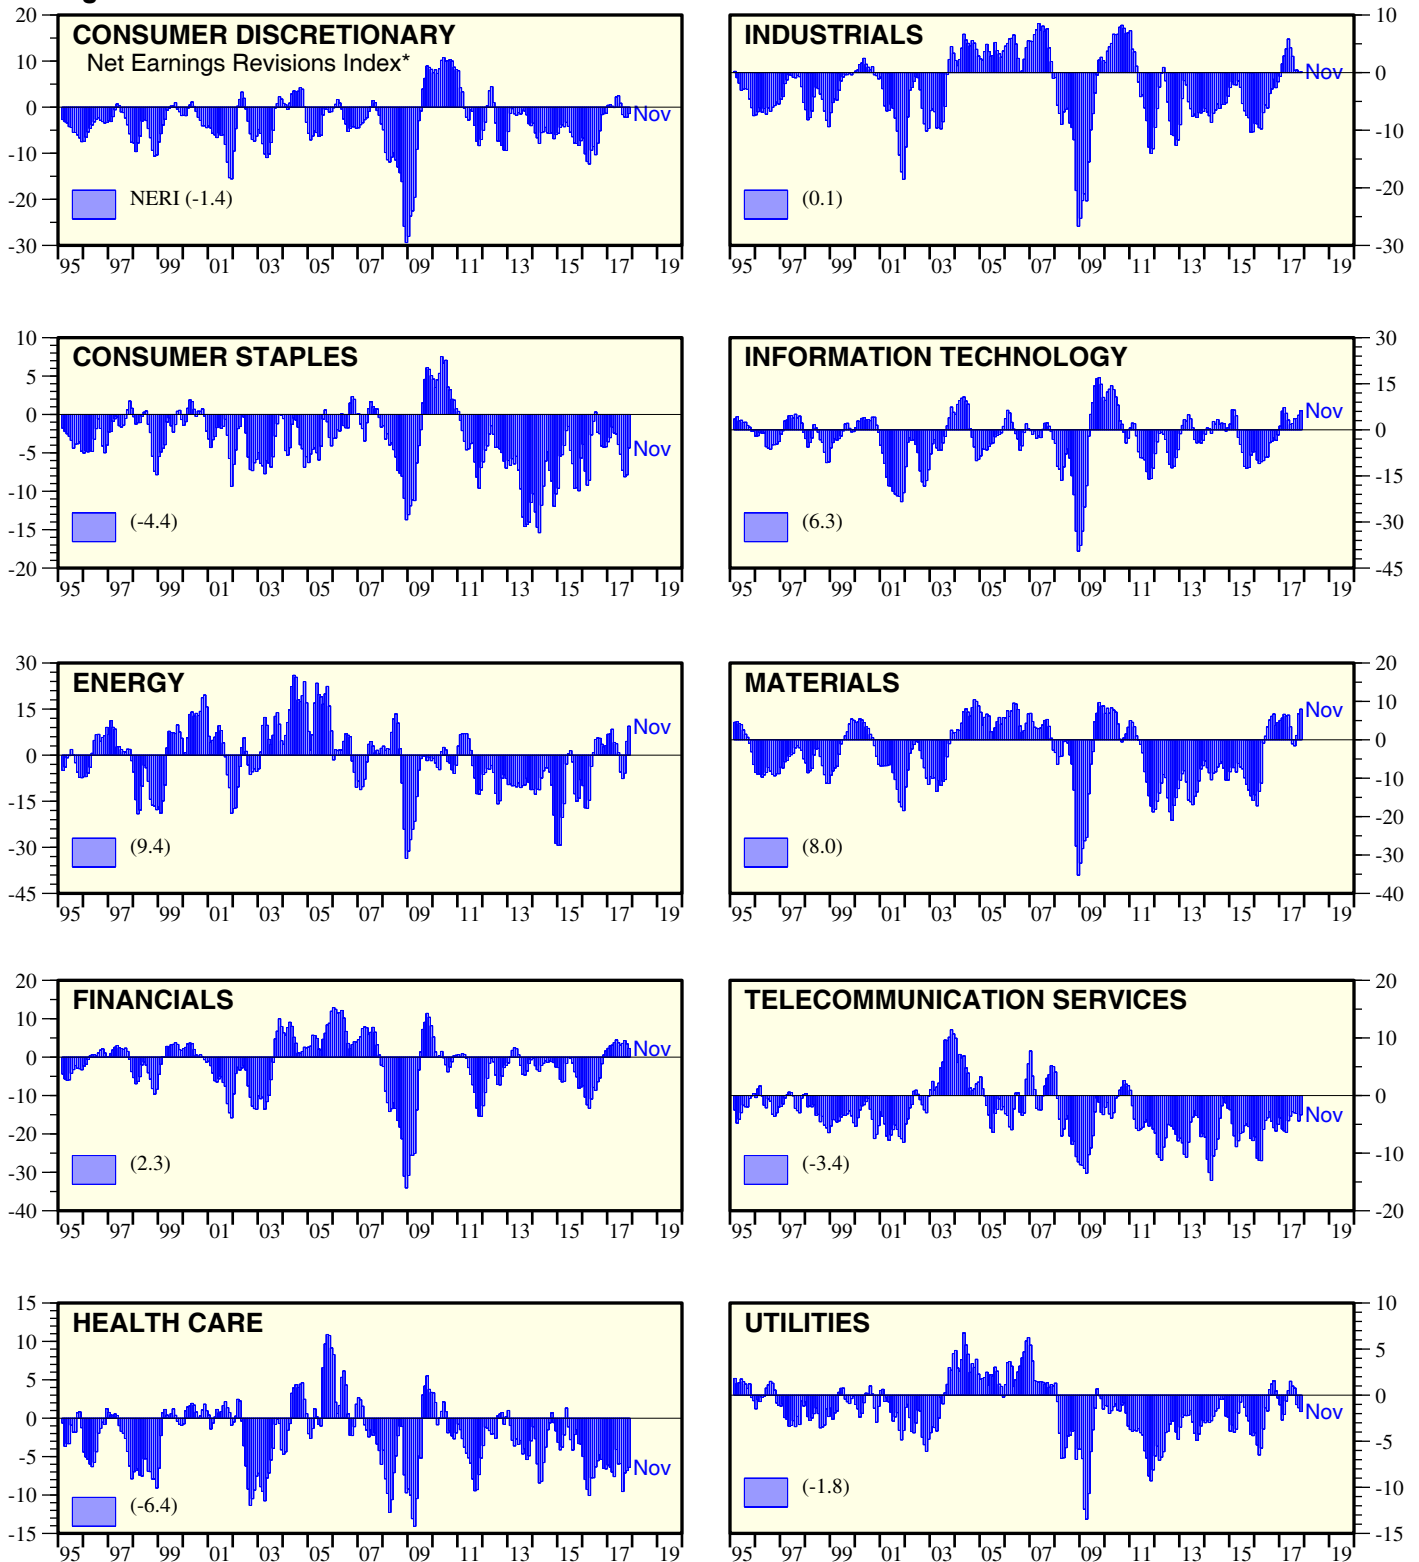 20
10
0
-10
-20
-30
CONSUMER DISCRETIONARY
Net Earnings Revisions Index*
Nov
NERI (-1.4)
95 97 99 01 03 05 07 09 11 13 15 17 19
INDUSTRIALS
10
0
-10
-20
-30
Nov
(0.1)
95 97 99 01 03 05 07 09 11 13 15 17 19
10
5
0
-5
-10
-15
-20
CONSUMER STAPLES
Nov
(-4.4)
95 97 99 01 03 05 07 09 11 13 15 17 19
INFORMATION TECHNOLOGY
30
15
0
-15
-30
-45
Nov
(6.3)
95 97 99 01 03 05 07 09 11 13 15 17 19
30
15
0
-15
-30
-45
ENERGY
Nov
(9.4)
95 97 99 01 03 05 07 09 11 13 15 17 19
MATERIALS
20
10
0
-10
-20
-30
-40
Nov
(8.0)
95 97 99 01 03 05 07 09 11 13 15 17 19
20
10
0
-10
-20
-30
-40
FINANCIALS
Nov
(2.3)
95 97 99 01 03 05 07 09 11 13 15 17 19
TELECOMMUNICATION SERVICES
20
10
0
-10
-20
Nov
(-3.4)
95 97 99 01 03 05 07 09 11 13 15 17 19
15
10
5
0
-5
-10
-15
HEALTH CARE
Nov
(-6.4)
95 97 99 01 03 05 07 09 11 13 15 17 19
UTILITIES
10
5
0
-5
-10
-15
Nov
(-1.8)
95 97 99 01 03 05 07 09 11 13 15 17 19